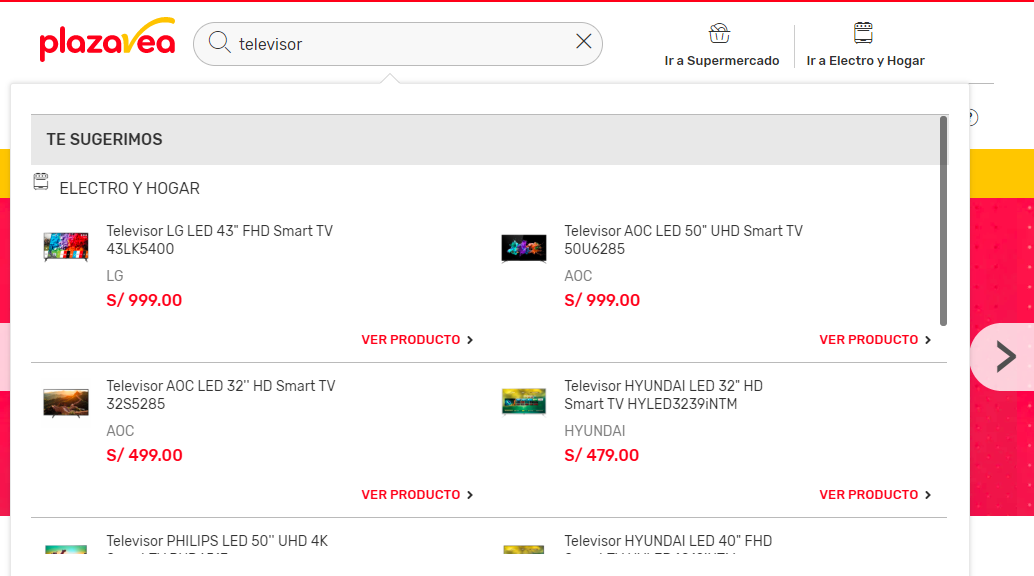 plazavea
televisor
Ir a Supermercado
Ir a Electro y Hogar
TE SUGERIMOS
ELECTRO Y HOGAR
Televisor LG LED 43" FHD Smart TV
43LK5400
LG
S/ 999.00
VER PRODUCTO
Televisor AOC LED 50" UHD Smart TV
50U6285
AOC
S/ 999.00
VER PRODUCTO
Televisor AOC LED 32'' HD Smart TV
32S5285
AOC
S/ 499.00
VER PRODUCTO
Televisor HYUNDAI LED 32" HD
Smart TV HYLED3239iNTM
HYUNDAI
S/ 479.00
VER PRODUCTO
Televisor PHILIPS LED 50'' UHD 4K
Televisor HYUNDAI LED 40" FHD